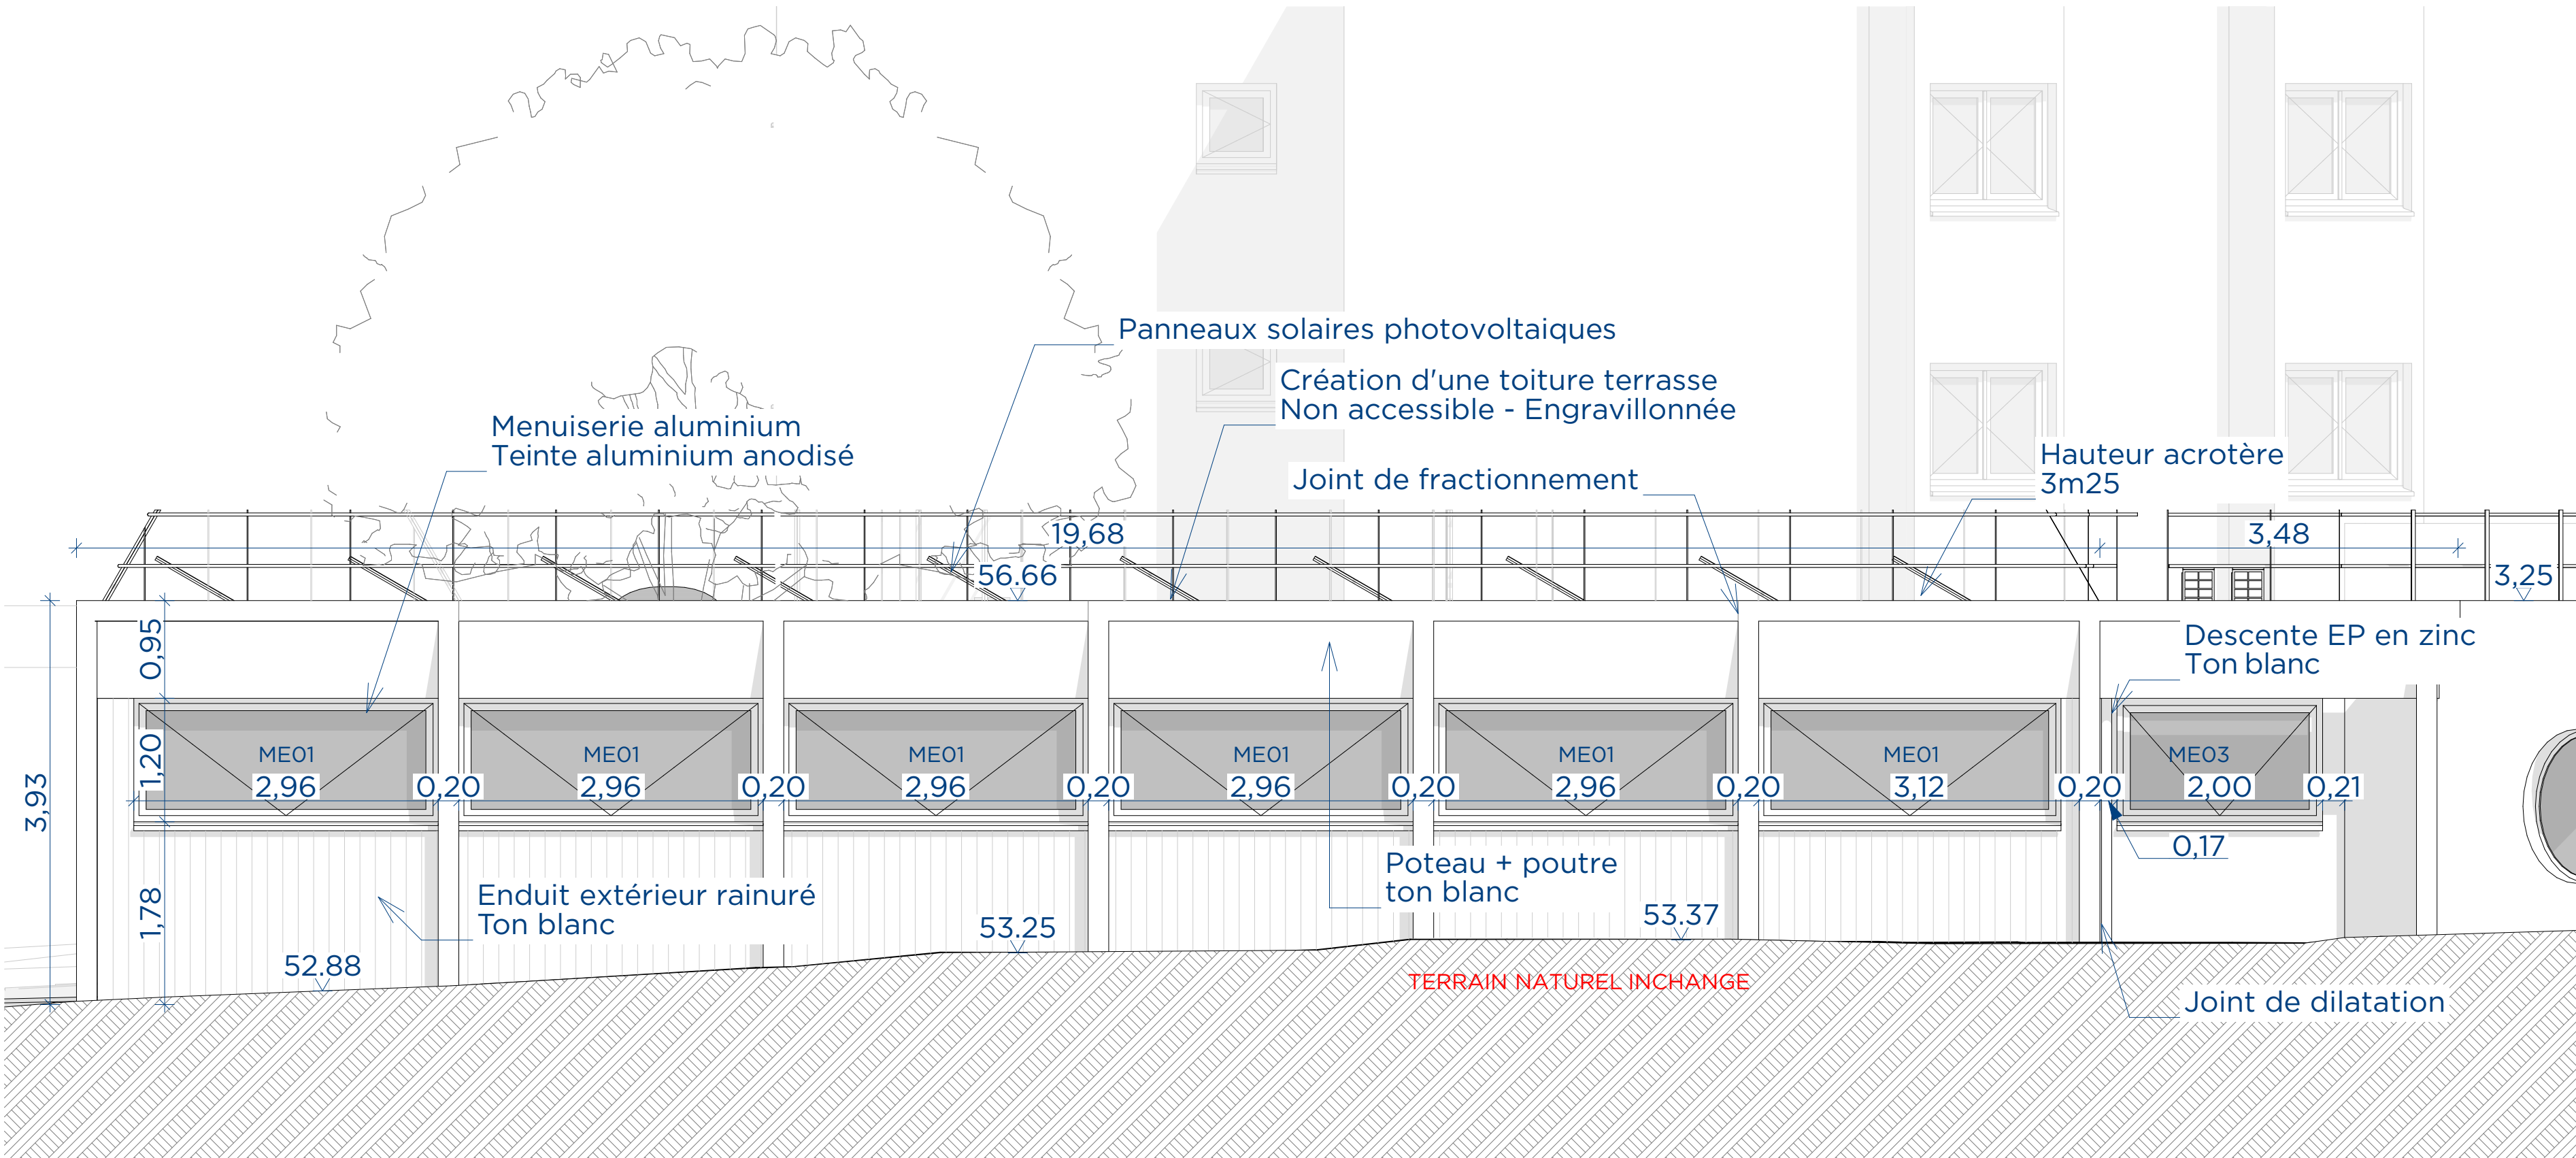 Panneaux solaires photovoltaiques
Création d'une toiture terrasse
Non accessible - Engravillonnée
Menuiserie aluminium
Teinte aluminium anodisé
Joint de fractionnement
Hauteur acrotère
3m25
19,68
3,48
56.66
3,25
0,95
Descente EP en zinc
Ton blanc
ME01
ME01
ME01
ME01
ME01
ME01
ME03
1,20
2,96
0,20
2,96
0,20
2,96
0,20
2,96
0,20
2,96
0,20
3,12
0,20
2,00
0,21
3,93
0,17
Poteau + poutre
ton blanc
Enduit extérieur rainuré
Ton blanc
1,78
53.25
53.37
52.88
TERRAIN NATUREL INCHANGE
Joint de dilatation